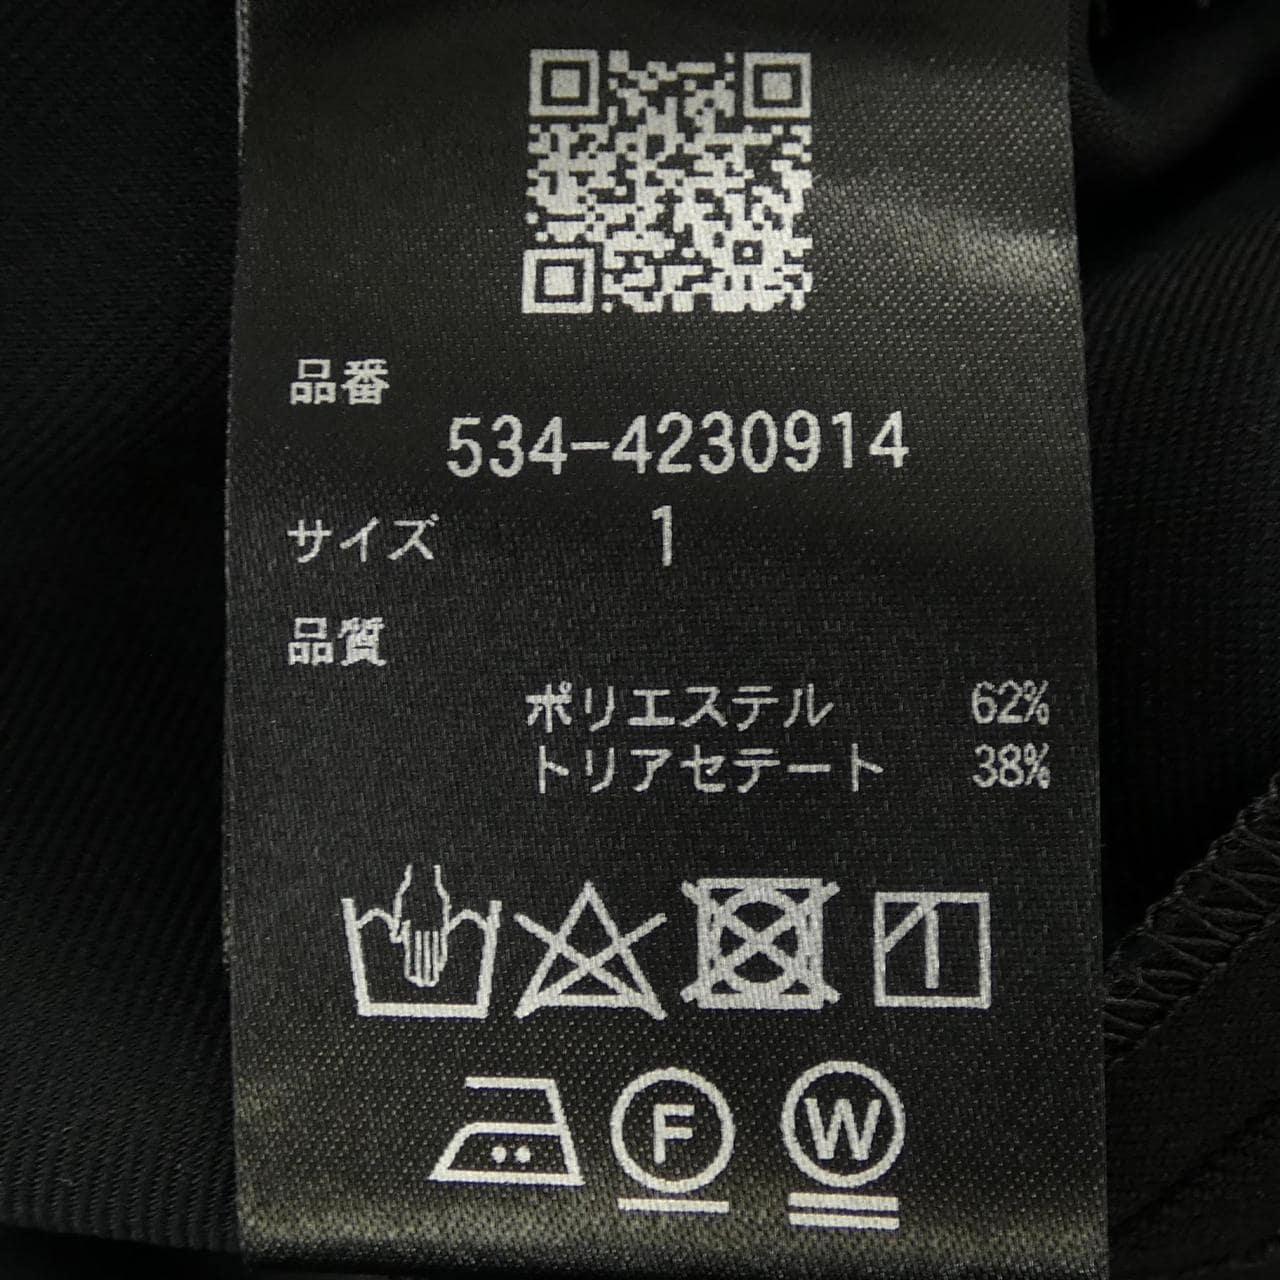 品番
534-4230914
サイズ 1
品質
ポリエステル 62%
トリアセテート 38%
F W